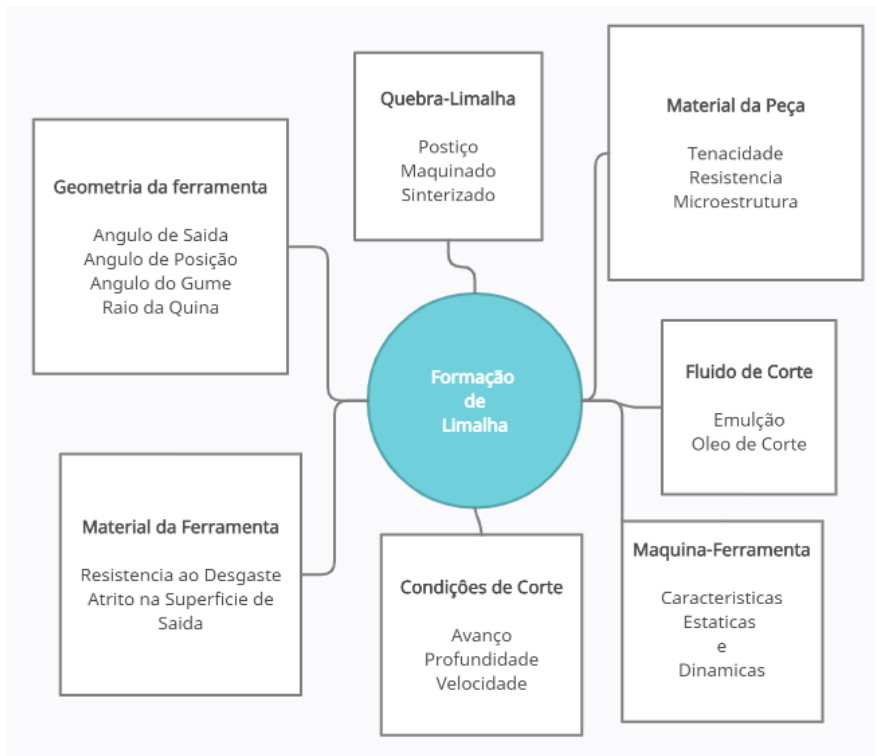 Quebra-Limalha
Postiço
Maquinado
Sinterizado
Material da Peça
Tenacidade
Resistencia
Microestrutura
Geometria da ferramenta
Angulo de Saida
Angulo de Posição
Angulo do Gume
Raio da Quina
Formação
de
Limalha
Fluido de Corte
Emulção
Oleo de Corte
Material da Ferramenta
Resistencia ao Desgaste
Atrito na Superficie de
Saida
Condições de Corte
Avanço
Profundidade
Velocidade
Maquina-Ferramenta
Caracteristicas
Estaticas
e
Dinamicas